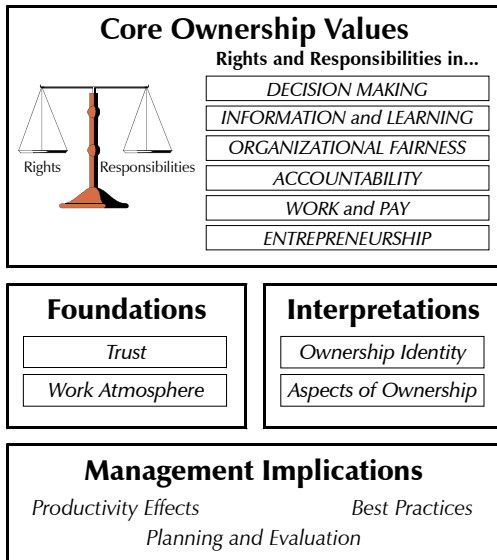 Core Ownership Values
Rights and Responsibilities in...
DECISION MAKING
INFORMATION and LEARNING
ORGANIZATIONAL FAIRNESS
ACCOUNTABILITY
WORK and PAY
ENTREPRENEURSHIP
Rights
Responsibilities
Foundations
Trust
Work Atmosphere
Interpretations
Ownership Identity
Aspects of Ownership
Management Implications
Productivity Effects
Best Practices
Planning and Evaluation